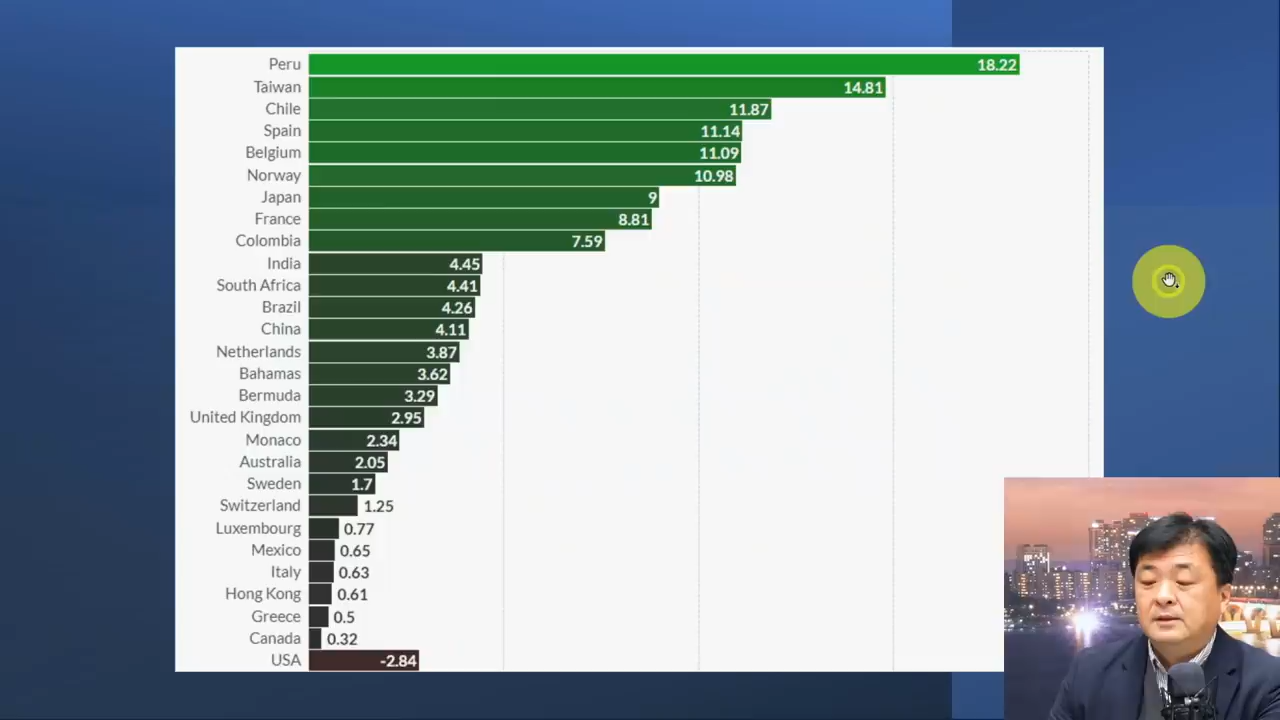 Peru 18.22
Taiwan 14.81
Chile 11.87
Spain 11.14
Belgium 11.09
Norway 10.98
Japan 9
France 8.81
Colombia 7.59
India 4.45
South Africa 4.41
Brazil 4.26
China 4.11
Netherlands 3.87
Bahamas 3.62
Bermuda 3.29
United Kingdom 2.95
Monaco 2.34
Australia 2.05
Sweden 1.7
Switzerland 1.25
Luxembourg 0.77
Mexico 0.65
Italy 0.63
Hong Kong 0.61
Greece 0.5
Canada 0.32
USA -2.84